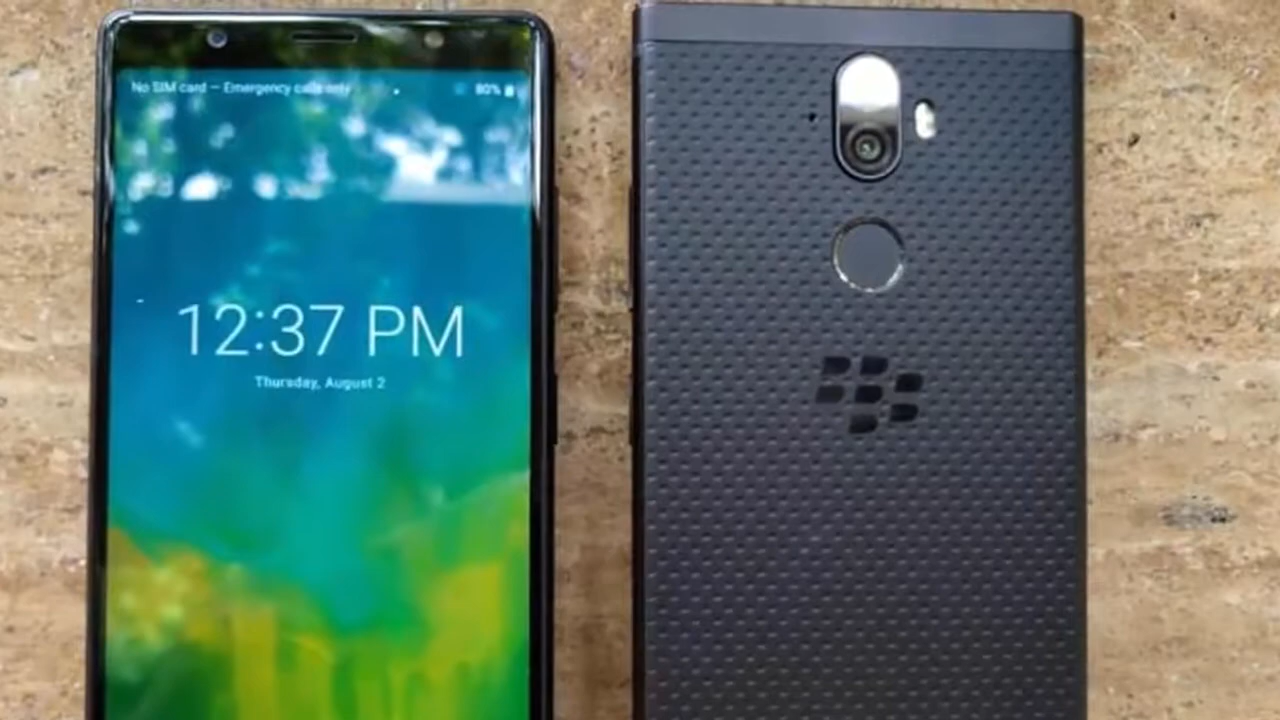 No SIM card — Emergency calls only
80%
12:37 PM
Thursday, August 2